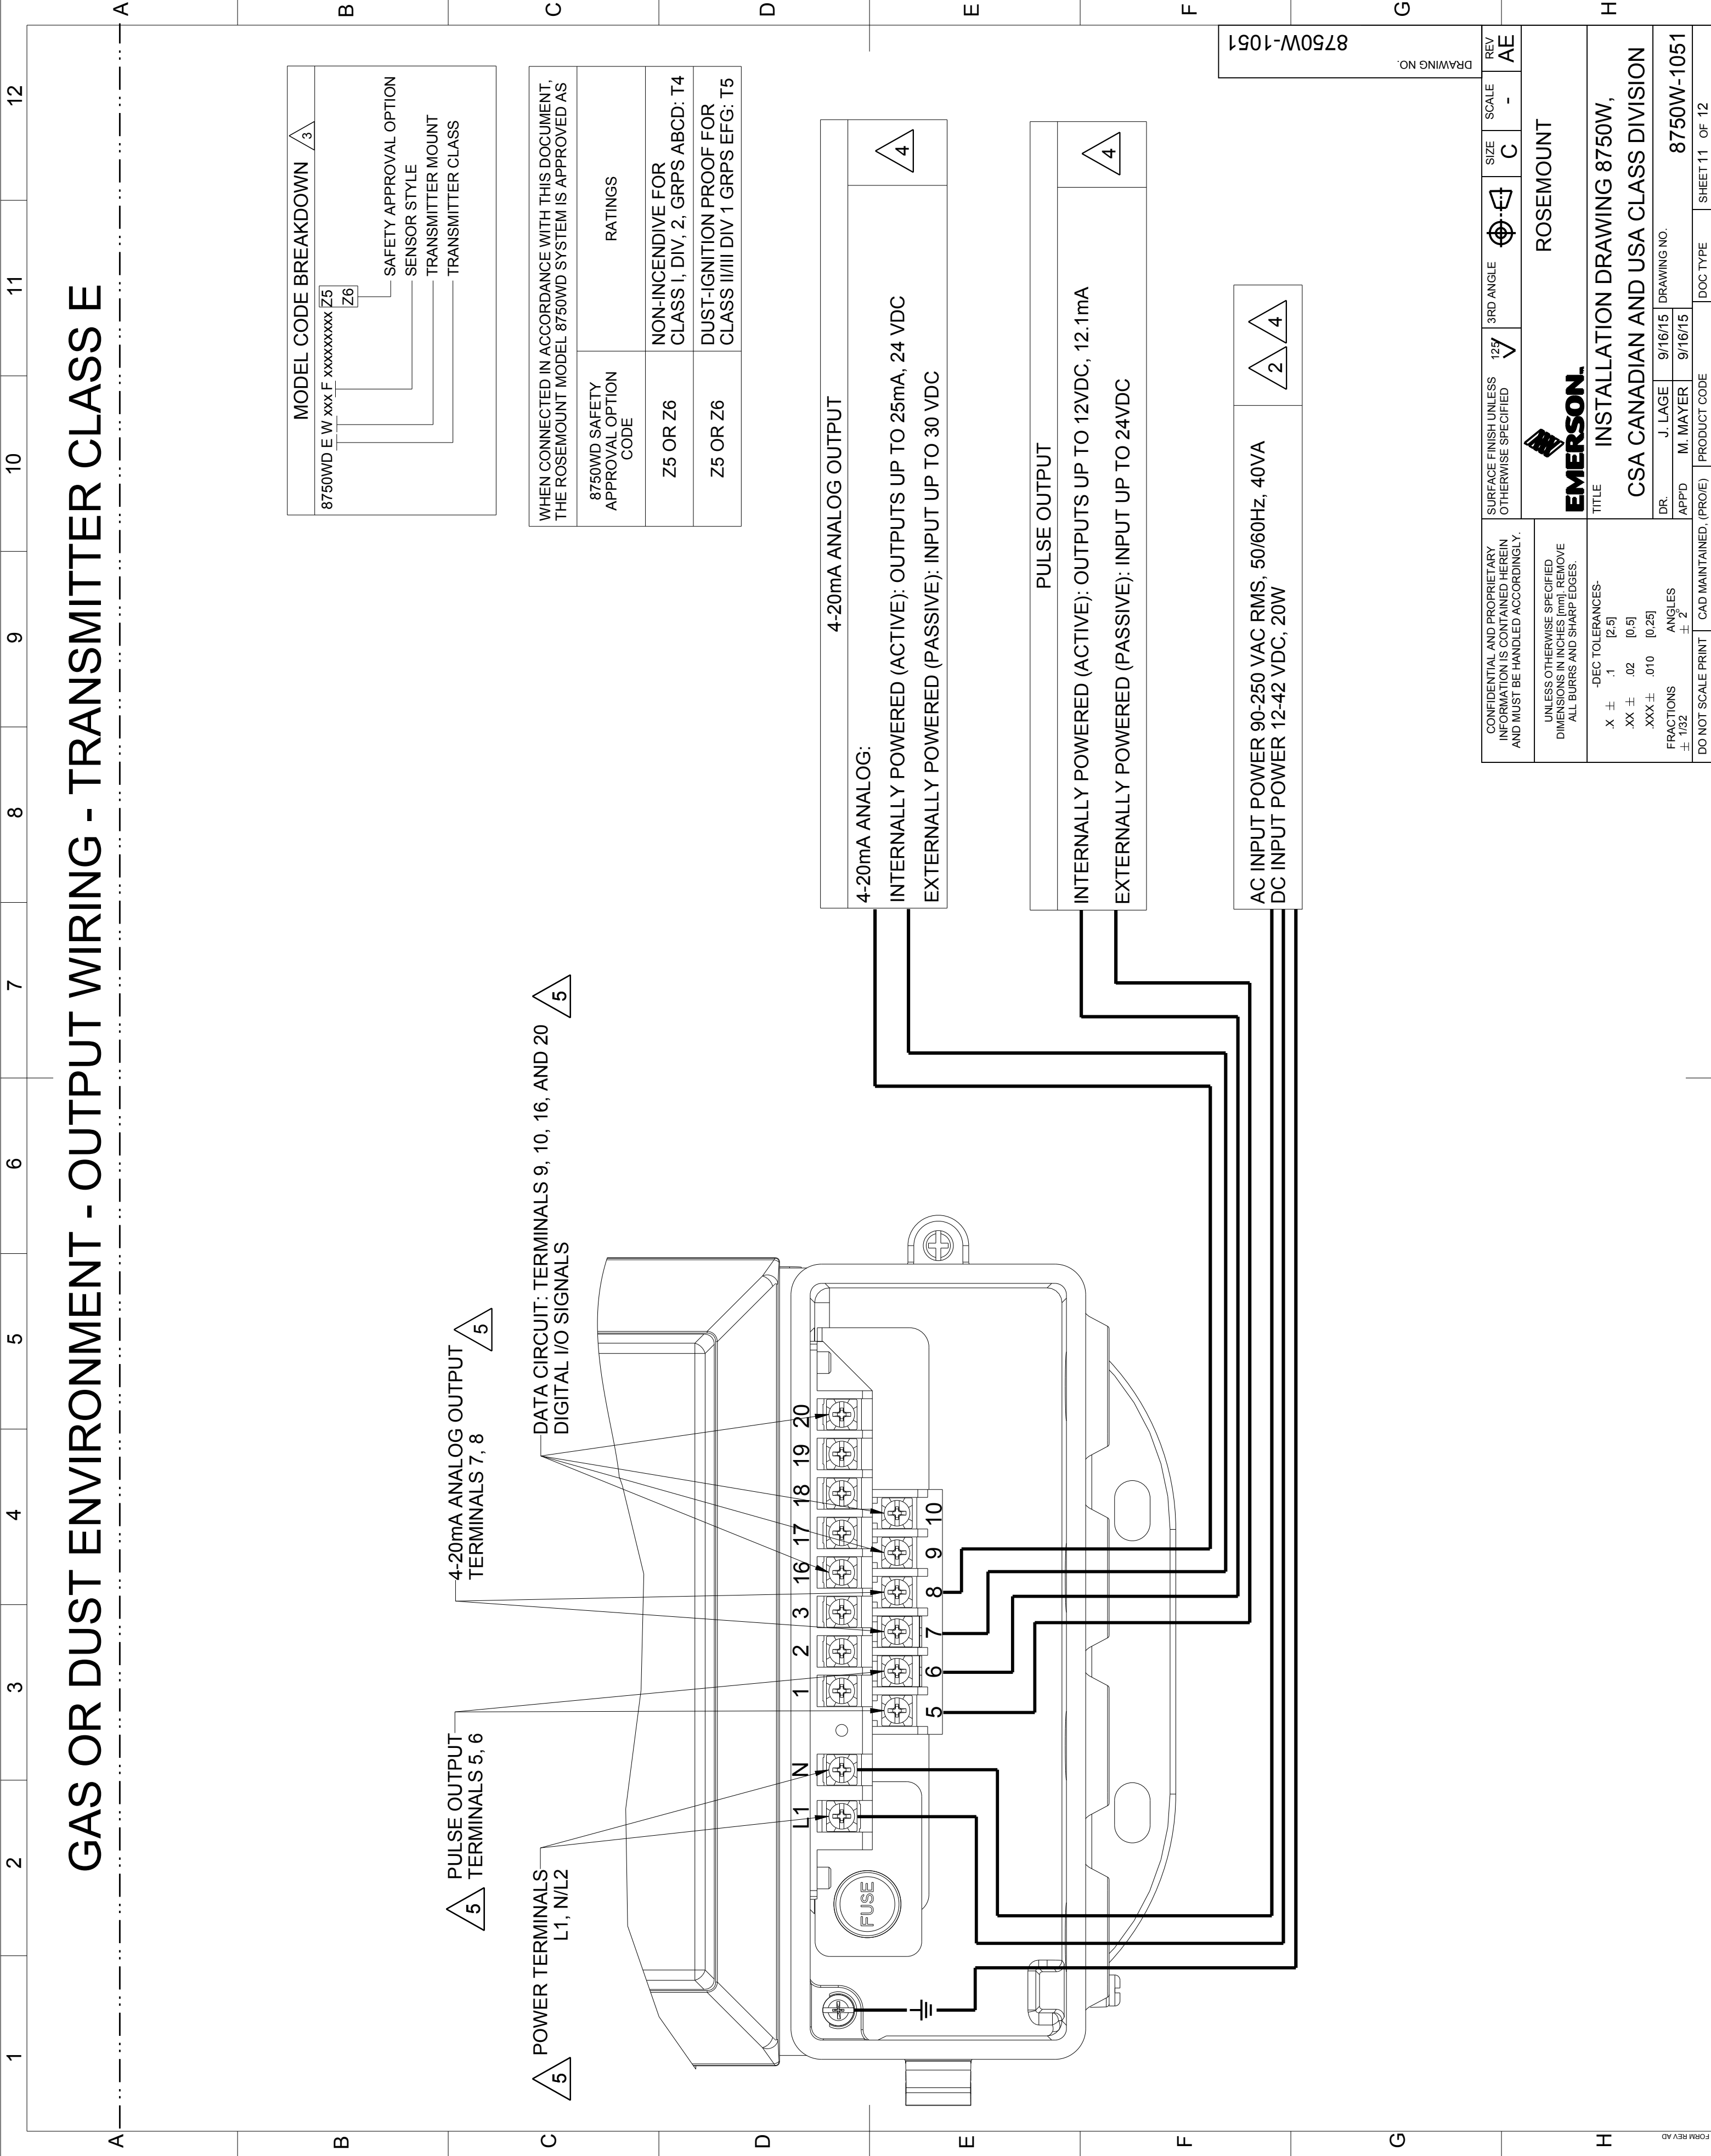 1 2 3 4 5 6 7 8 9 10 11 12
A
B
C
D
E
F
G
H
A
B
C
D
E
F
G
H
GAS OR DUST ENVIRONMENT - OUTPUT WIRING - TRANSMITTER CLASS E
MODEL CODE BREAKDOWN 3
8750WD E W xxx F xxxxxxxxx Z5
Z6
SAFETY APPROVAL OPTION
SENSOR STYLE
TRANSMITTER MOUNT
TRANSMITTER CLASS
WHEN CONNECTED IN ACCORDANCE WITH THIS DOCUMENT,
THE ROSEMOUNT MODEL 8750WD SYSTEM IS APPROVED AS
8750WD SAFETY
APPROVAL OPTION
CODE
RATINGS
Z5 OR Z6
NON-INCENDIVE FOR
CLASS I, DIV, 2, GRPS ABCD: T4
Z5 OR Z6
DUST-IGNITION PROOF FOR
CLASS II/III DIV 1 GRPS EFG: T5
5
PULSE OUTPUT
TERMINALS 5, 6
4-20mA ANALOG OUTPUT
TERMINALS 7, 8
5
5
POWER TERMINALS
L1, N/L2
DATA CIRCUIT: TERMINALS 9, 10, 16, AND 20
DIGITAL I/O SIGNALS
5
L1 N 1 2 3 16 17 18 19 20
FUSE
5 6 7 8 9 10
4-20mA ANALOG OUTPUT
4-20mA ANALOG:
INTERNALLY POWERED (ACTIVE): OUTPUTS UP TO 25mA, 24 VDC
EXTERNALLY POWERED (PASSIVE): INPUT UP TO 30 VDC
4
PULSE OUTPUT
INTERNALLY POWERED (ACTIVE): OUTPUTS UP TO 12VDC, 12.1mA
EXTERNALLY POWERED (PASSIVE): INPUT UP TO 24VDC
4
AC INPUT POWER 90-250 VAC RMS, 50/60Hz, 40VA
DC INPUT POWER 12-42 VDC, 20W
2 4
DRAWING NO.
8750W-1051
CONFIDENTIAL AND PROPRIETARY
INFORMATION IS CONTAINED HEREIN
AND MUST BE HANDLED ACCORDINGLY.
UNLESS OTHERWISE SPECIFIED
DIMENSIONS IN INCHES [mm]. REMOVE
ALL BURRS AND SHARP EDGES.
-DEC TOLERANCES-
.X ± .1 [2,5]
.XX ± .02 [0,5]
.XXX ± .010 [0,25]
FRACTIONS ANGLES
± 1/32 ± 2°
DO NOT SCALE PRINT
SURFACE FINISH UNLESS
OTHERWISE SPECIFIED
125
3RD ANGLE
SIZE
C
SCALE
-
REV
AE
EMERSON™
ROSEMOUNT
TITLE
INSTALLATION DRAWING 8750W,
CSA CANADIAN AND USA CLASS DIVISION
DR. J. LAGE 9/16/15
APP'D M. MAYER 9/16/15
DRAWING NO.
8750W-1051
CAD MAINTAINED, (PRO/E)
PRODUCT CODE
DOC TYPE
SHEET 11 OF 12
FORM REV AD